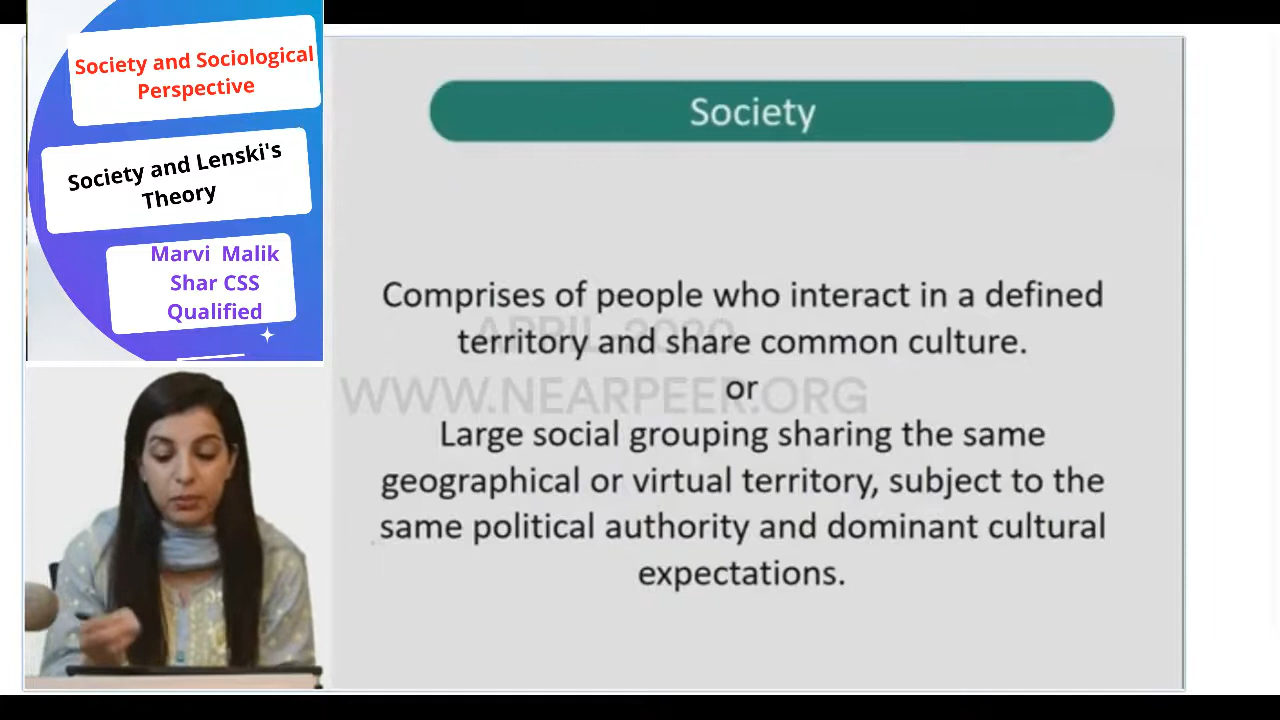 Society and Sociological
Perspective
Society and Lenski's
Theory
Marvi Malik
Shar CSS
Qualified
Society
Comprises of people who interact in a defined
territory and share common culture.
or
Large social grouping sharing the same
geographical or virtual territory, subject to the
same political authority and dominant cultural
expectations.
APRIL 2020
WWW.NEARPEER.ORG